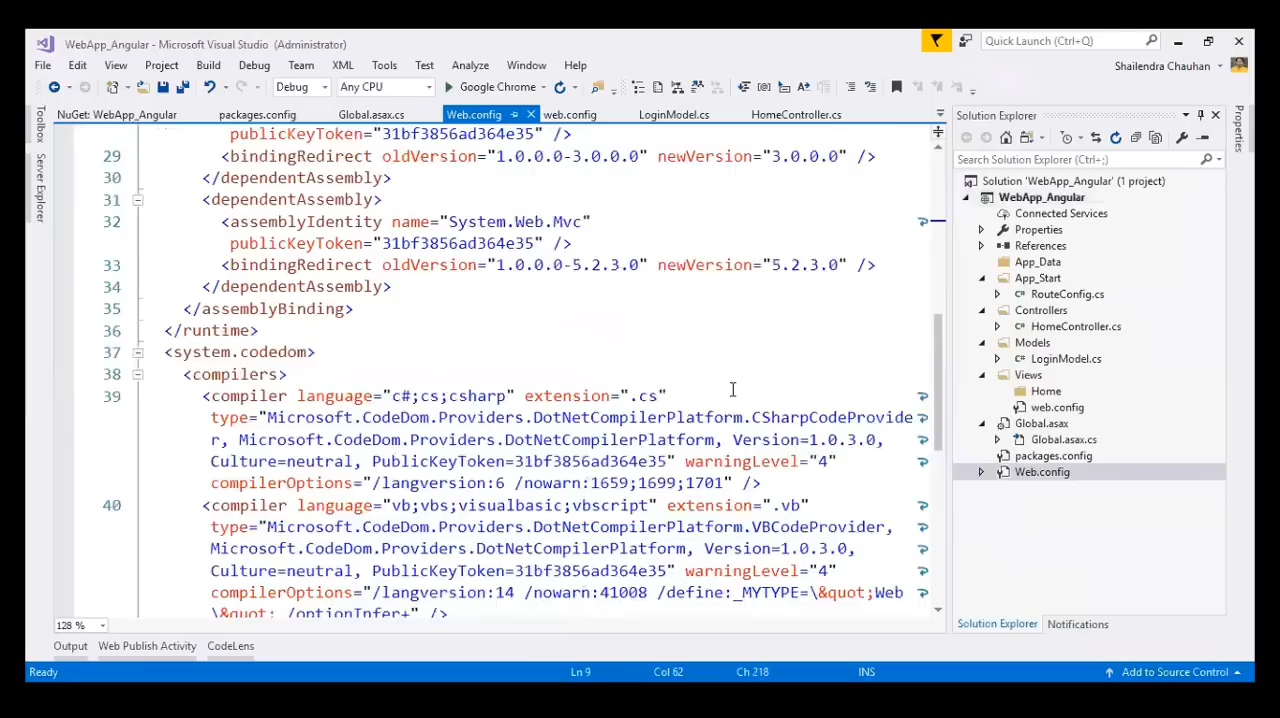 WebApp_Angular - Microsoft Visual Studio (Administrator)
Quick Launch (Ctrl+Q)
File Edit View Project Build Debug Team XML Tools Test Analyze Window Help
Shailendra Chauhan
Debug Any CPU Google Chrome
NuGet: WebApp_Angular packages.config Global.asax.cs Web.config web.config LoginModel.cs HomeController.cs
Toolbox
Server Explorer
publicKeyToken="31bf3856ad364e35" />
29 <bindingRedirect oldVersion="1.0.0.0-3.0.0.0" newVersion="3.0.0.0" />
30 </dependentAssembly>
31 <dependentAssembly>
32 <assemblyIdentity name="System.Web.Mvc"
publicKeyToken="31bf3856ad364e35" />
33 <bindingRedirect oldVersion="1.0.0.0-5.2.3.0" newVersion="5.2.3.0" />
34 </dependentAssembly>
35 </assemblyBinding>
36 </runtime>
37 <system.codedom>
38 <compilers>
39 <compiler language="c#;cs;csharp" extension=".cs"
type="Microsoft.CodeDom.Providers.DotNetCompilerPlatform.CSharpCodeProvide
r, Microsoft.CodeDom.Providers.DotNetCompilerPlatform, Version=1.0.3.0,
Culture=neutral, PublicKeyToken=31bf3856ad364e35" warningLevel="4"
compilerOptions="/langversion:6 /nowarn:1659;1699;1701" />
40 <compiler language="vb;vbs;visualbasic;vbscript" extension=".vb"
type="Microsoft.CodeDom.Providers.DotNetCompilerPlatform.VBCodeProvider,
Microsoft.CodeDom.Providers.DotNetCompilerPlatform, Version=1.0.3.0,
Culture=neutral, PublicKeyToken=31bf3856ad364e35" warningLevel="4"
compilerOptions="/langversion:14 /nowarn:41008 /define:_MYTYPE=\&quot;Web
\&quot; /optionInfer+" />
128 %
Solution Explorer
Properties
Search Solution Explorer (Ctrl+;)
Solution 'WebApp_Angular' (1 project)
WebApp_Angular
Connected Services
Properties
References
App_Data
App_Start
RouteConfig.cs
Controllers
HomeController.cs
Models
LoginModel.cs
Views
Home
web.config
Global.asax
Global.asax.cs
packages.config
Web.config
Solution Explorer Notifications
Output Web Publish Activity CodeLens
Ready Ln 9 Col 62 Ch 218 INS Add to Source Control